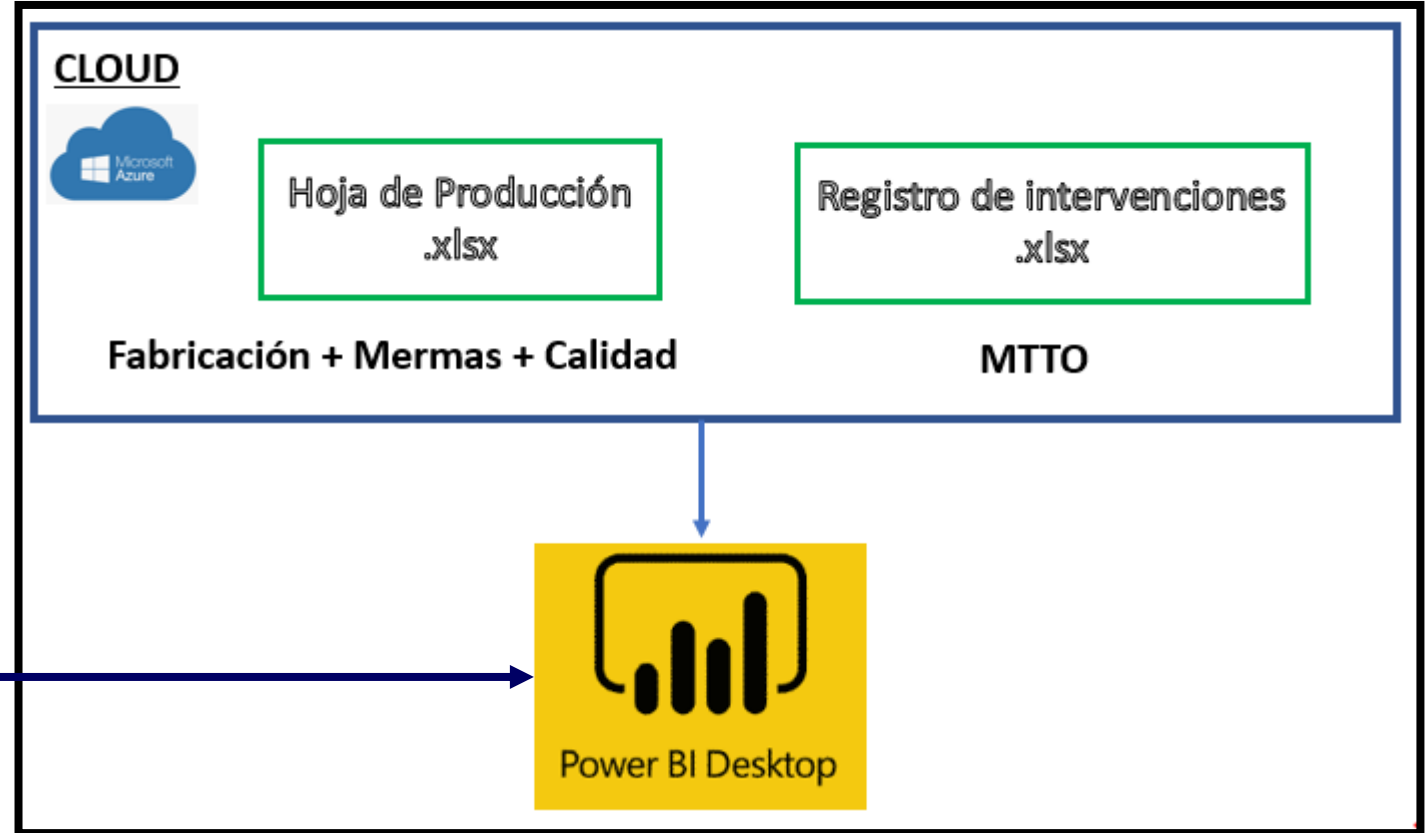 CLOUD
Microsoft
Azure
Hoja de Producción
.xlsx
Registro de intervenciones
.xlsx
Fabricación + Mermas + Calidad
MTTO
Power BI Desktop